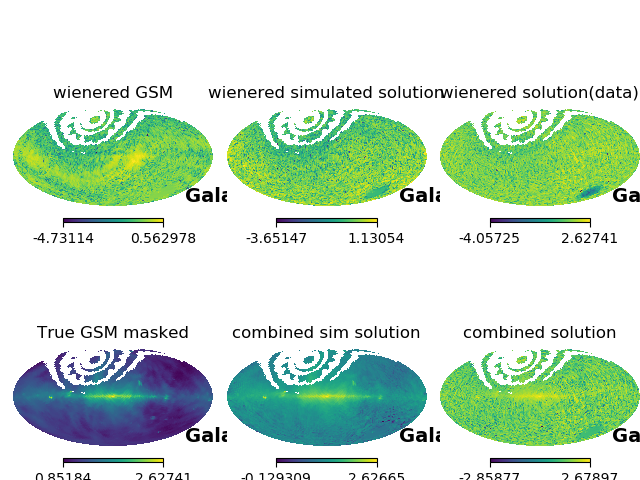 wienered GSM
wienered simulated solution
wienered solution(data)
Gala
Gala
Ga
-4.73114 0.562978
-3.65147 1.13054
-4.05725 2.62741
True GSM masked
combined sim solution
combined solution
Gala
Gala
Ga
0.85184 2.62741
-0.129309 2.62665
-2.85877 2.67897